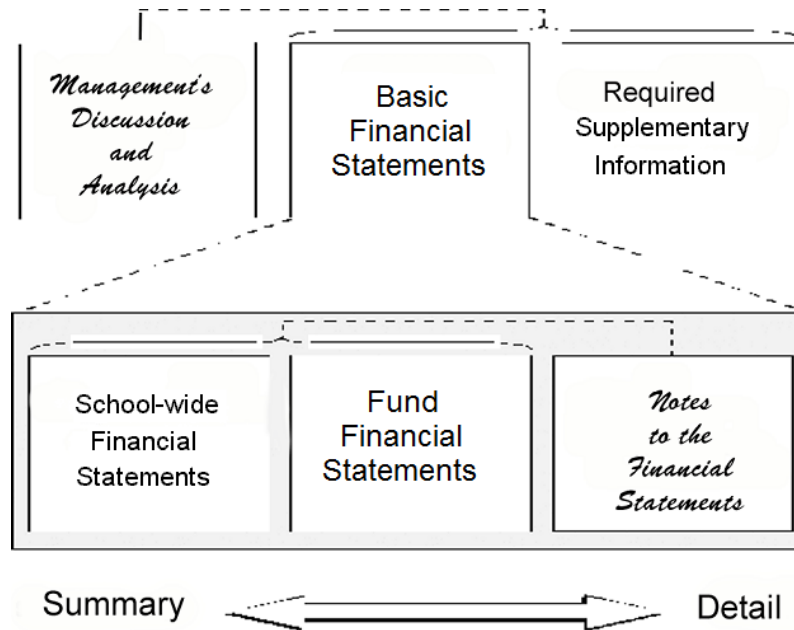 Management's
Discussion
and
Analysis
Basic
Financial
Statements
Required
Supplementary
Information
School-wide
Financial
Statements
Fund
Financial
Statements
Notes
to the
Financial
Statements
Summary
Detail